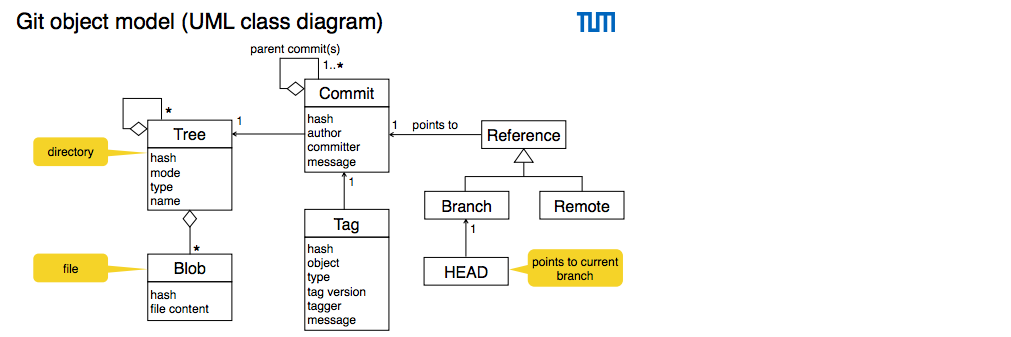 Git object model (UML class diagram)
TUM
parent commit(s)
1..*
Commit
hash
author
committer
message
*
Tree
hash
mode
type
name
1
1
points to
Reference
directory
Branch
Remote
1
Tag
hash
object
type
tag version
tagger
message
1
HEAD
points to current
branch
*
Blob
hash
file content
file